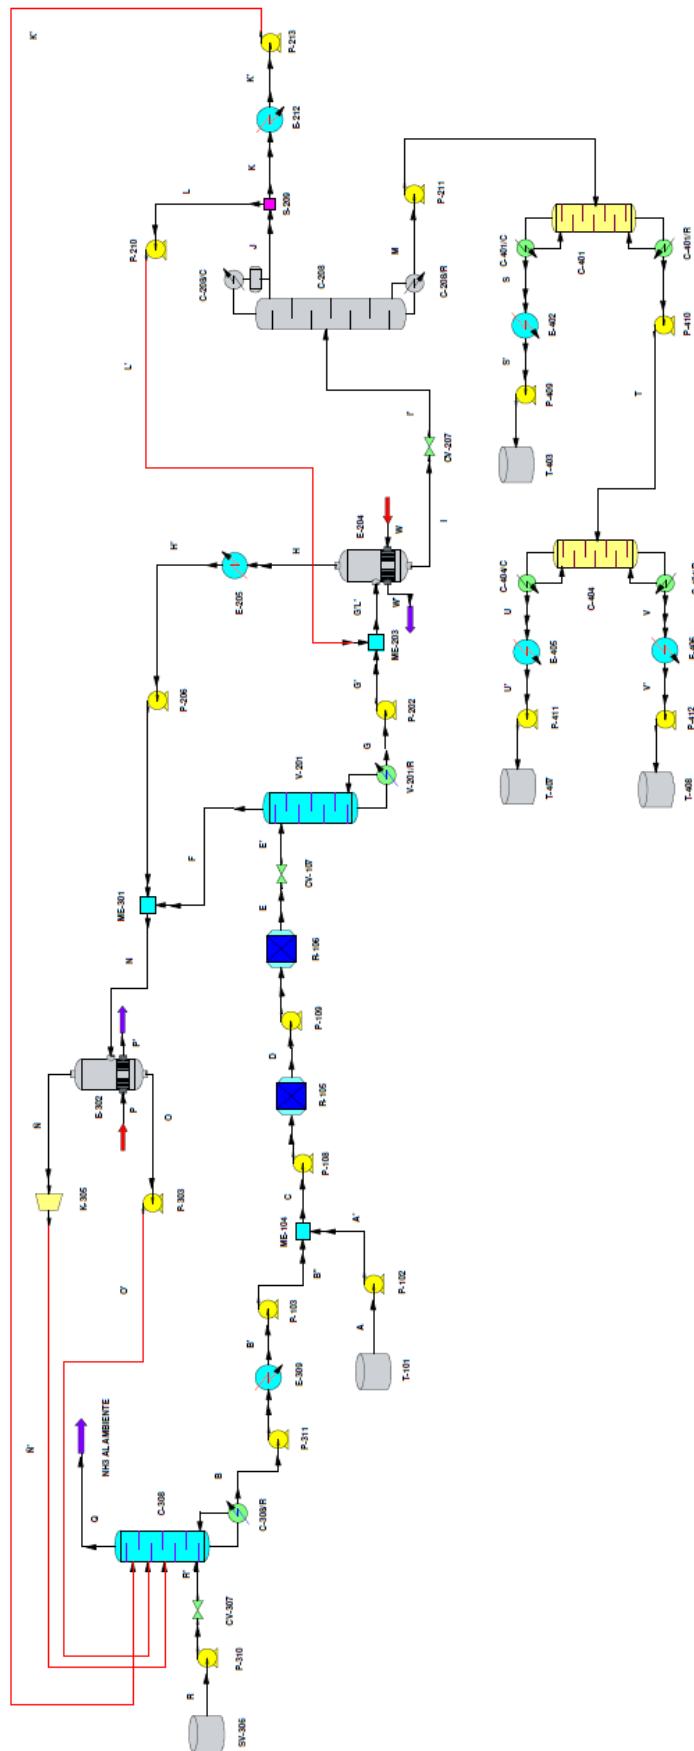 K'
P-213
K'
E-212
K
L
S-209
P-210
J
C-208/C
C-208
M
P-211
C-208/R
L'
I'
CV-207
I
E-204
W
W'
G'L'
ME-203
H
H'
E-205
P-206
G'
P-202
G
V-201
V-201/R
F
E'
CV-107
E
R-106
P-109
D
R-105
P-108
C
ME-104
A'
P-102
A
T-101
B''
P-103
B'
E-309
P-311
B
C-308/R
C-308
Q
NH3 AL AMBIENTE
R'
CV-307
P-310
R
SV-306
ME-301
N
P'
E-302
P
O
Ñ
K-305
P-303
O'
Ñ'
C-401/C
C-401
C-401/R
S
E-402
S'
P-409
T-403
P-410
T
C-404/C
C-404
U
E-405
U'
P-411
T-407
V
V'
P-412
T-408